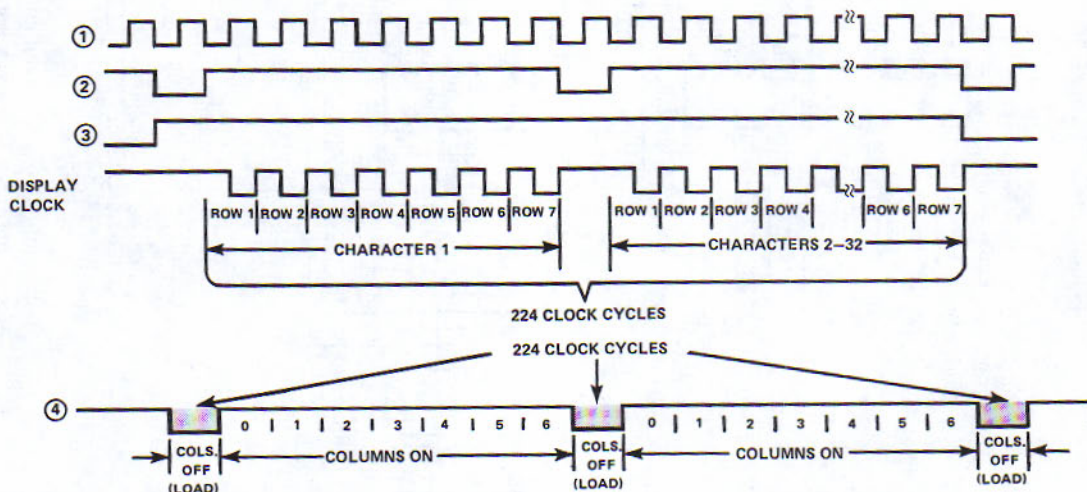 ①
②
③
DISPLAY
CLOCK
ROW 1 ROW 2 ROW 3 ROW 4 ROW 5 ROW 6 ROW 7 ROW 1 ROW 2 ROW 3 ROW 4 ROW 6 ROW 7
CHARACTER 1 CHARACTERS 2–32
224 CLOCK CYCLES
224 CLOCK CYCLES
④
0 1 2 3 4 5 6 0 1 2 3 4 5 6
COLS. OFF (LOAD) COLUMNS ON COLS. OFF (LOAD) COLUMNS ON COLS. OFF (LOAD)